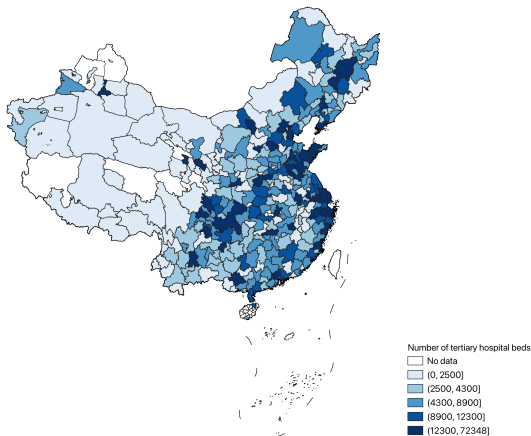 Number of tertiary hospital beds
No data
(0, 2500]
(2500, 4300]
(4300, 8900]
(8900, 12300]
(12300, 72348]